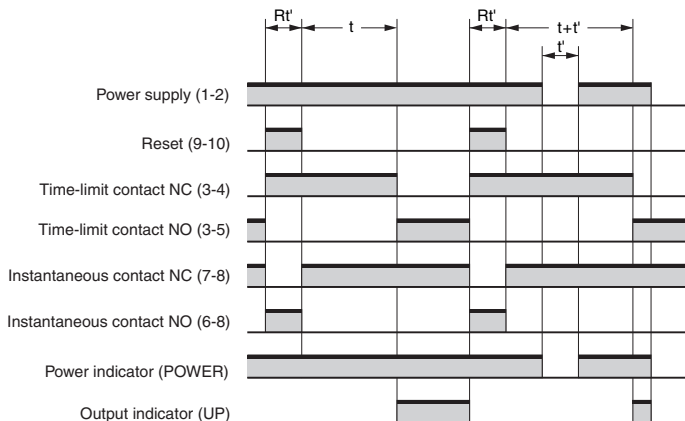 Rt' t Rt' t+t'
t'
Power supply (1-2)
Reset (9-10)
Time-limit contact NC (3-4)
Time-limit contact NO (3-5)
Instantaneous contact NC (7-8)
Instantaneous contact NO (6-8)
Power indicator (POWER)
Output indicator (UP)